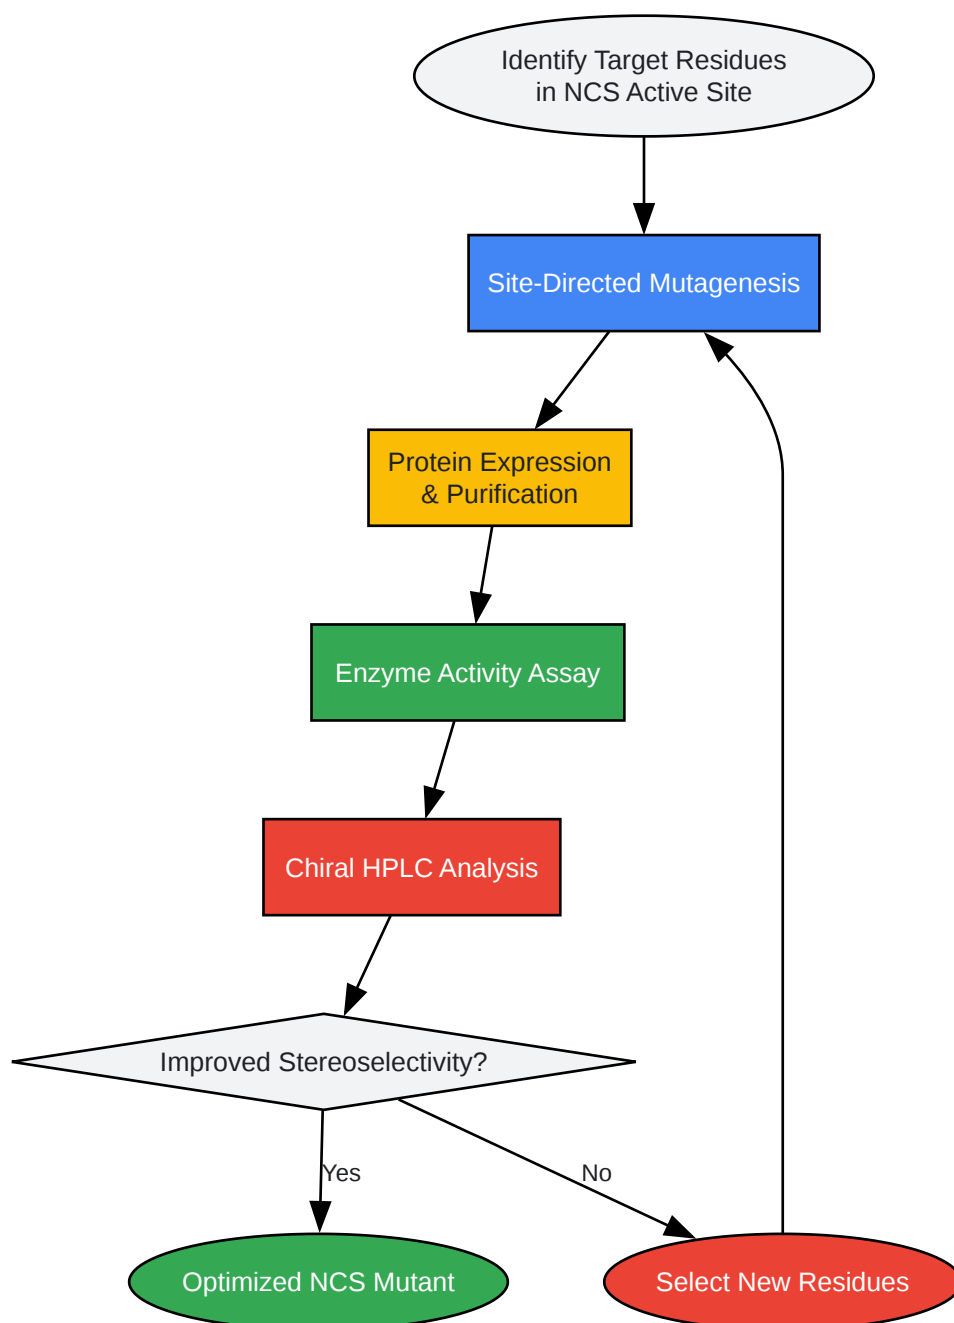 Identify Target Residues
in NCS Active Site
Site-Directed Mutagenesis
Protein Expression
& Purification
Enzyme Activity Assay
Chiral HPLC Analysis
Improved Stereoselectivity?
Yes
No
Optimized NCS Mutant
Select New Residues